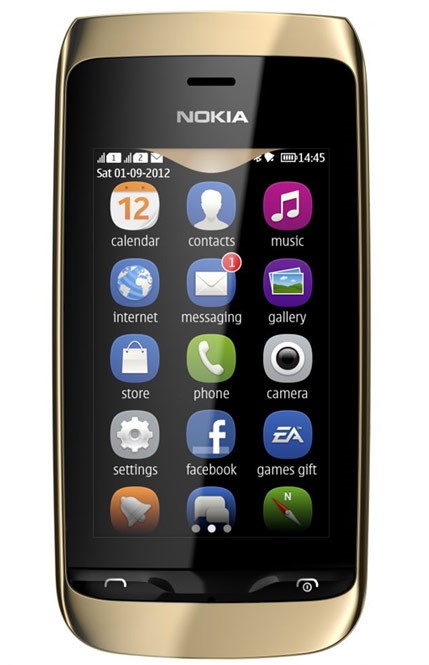 NOKIA
1 2 14:45
Sat 01-09-2012
12
calendar contacts music
1
internet messaging gallery
store phone camera
f EA
settings facebook games gift
N